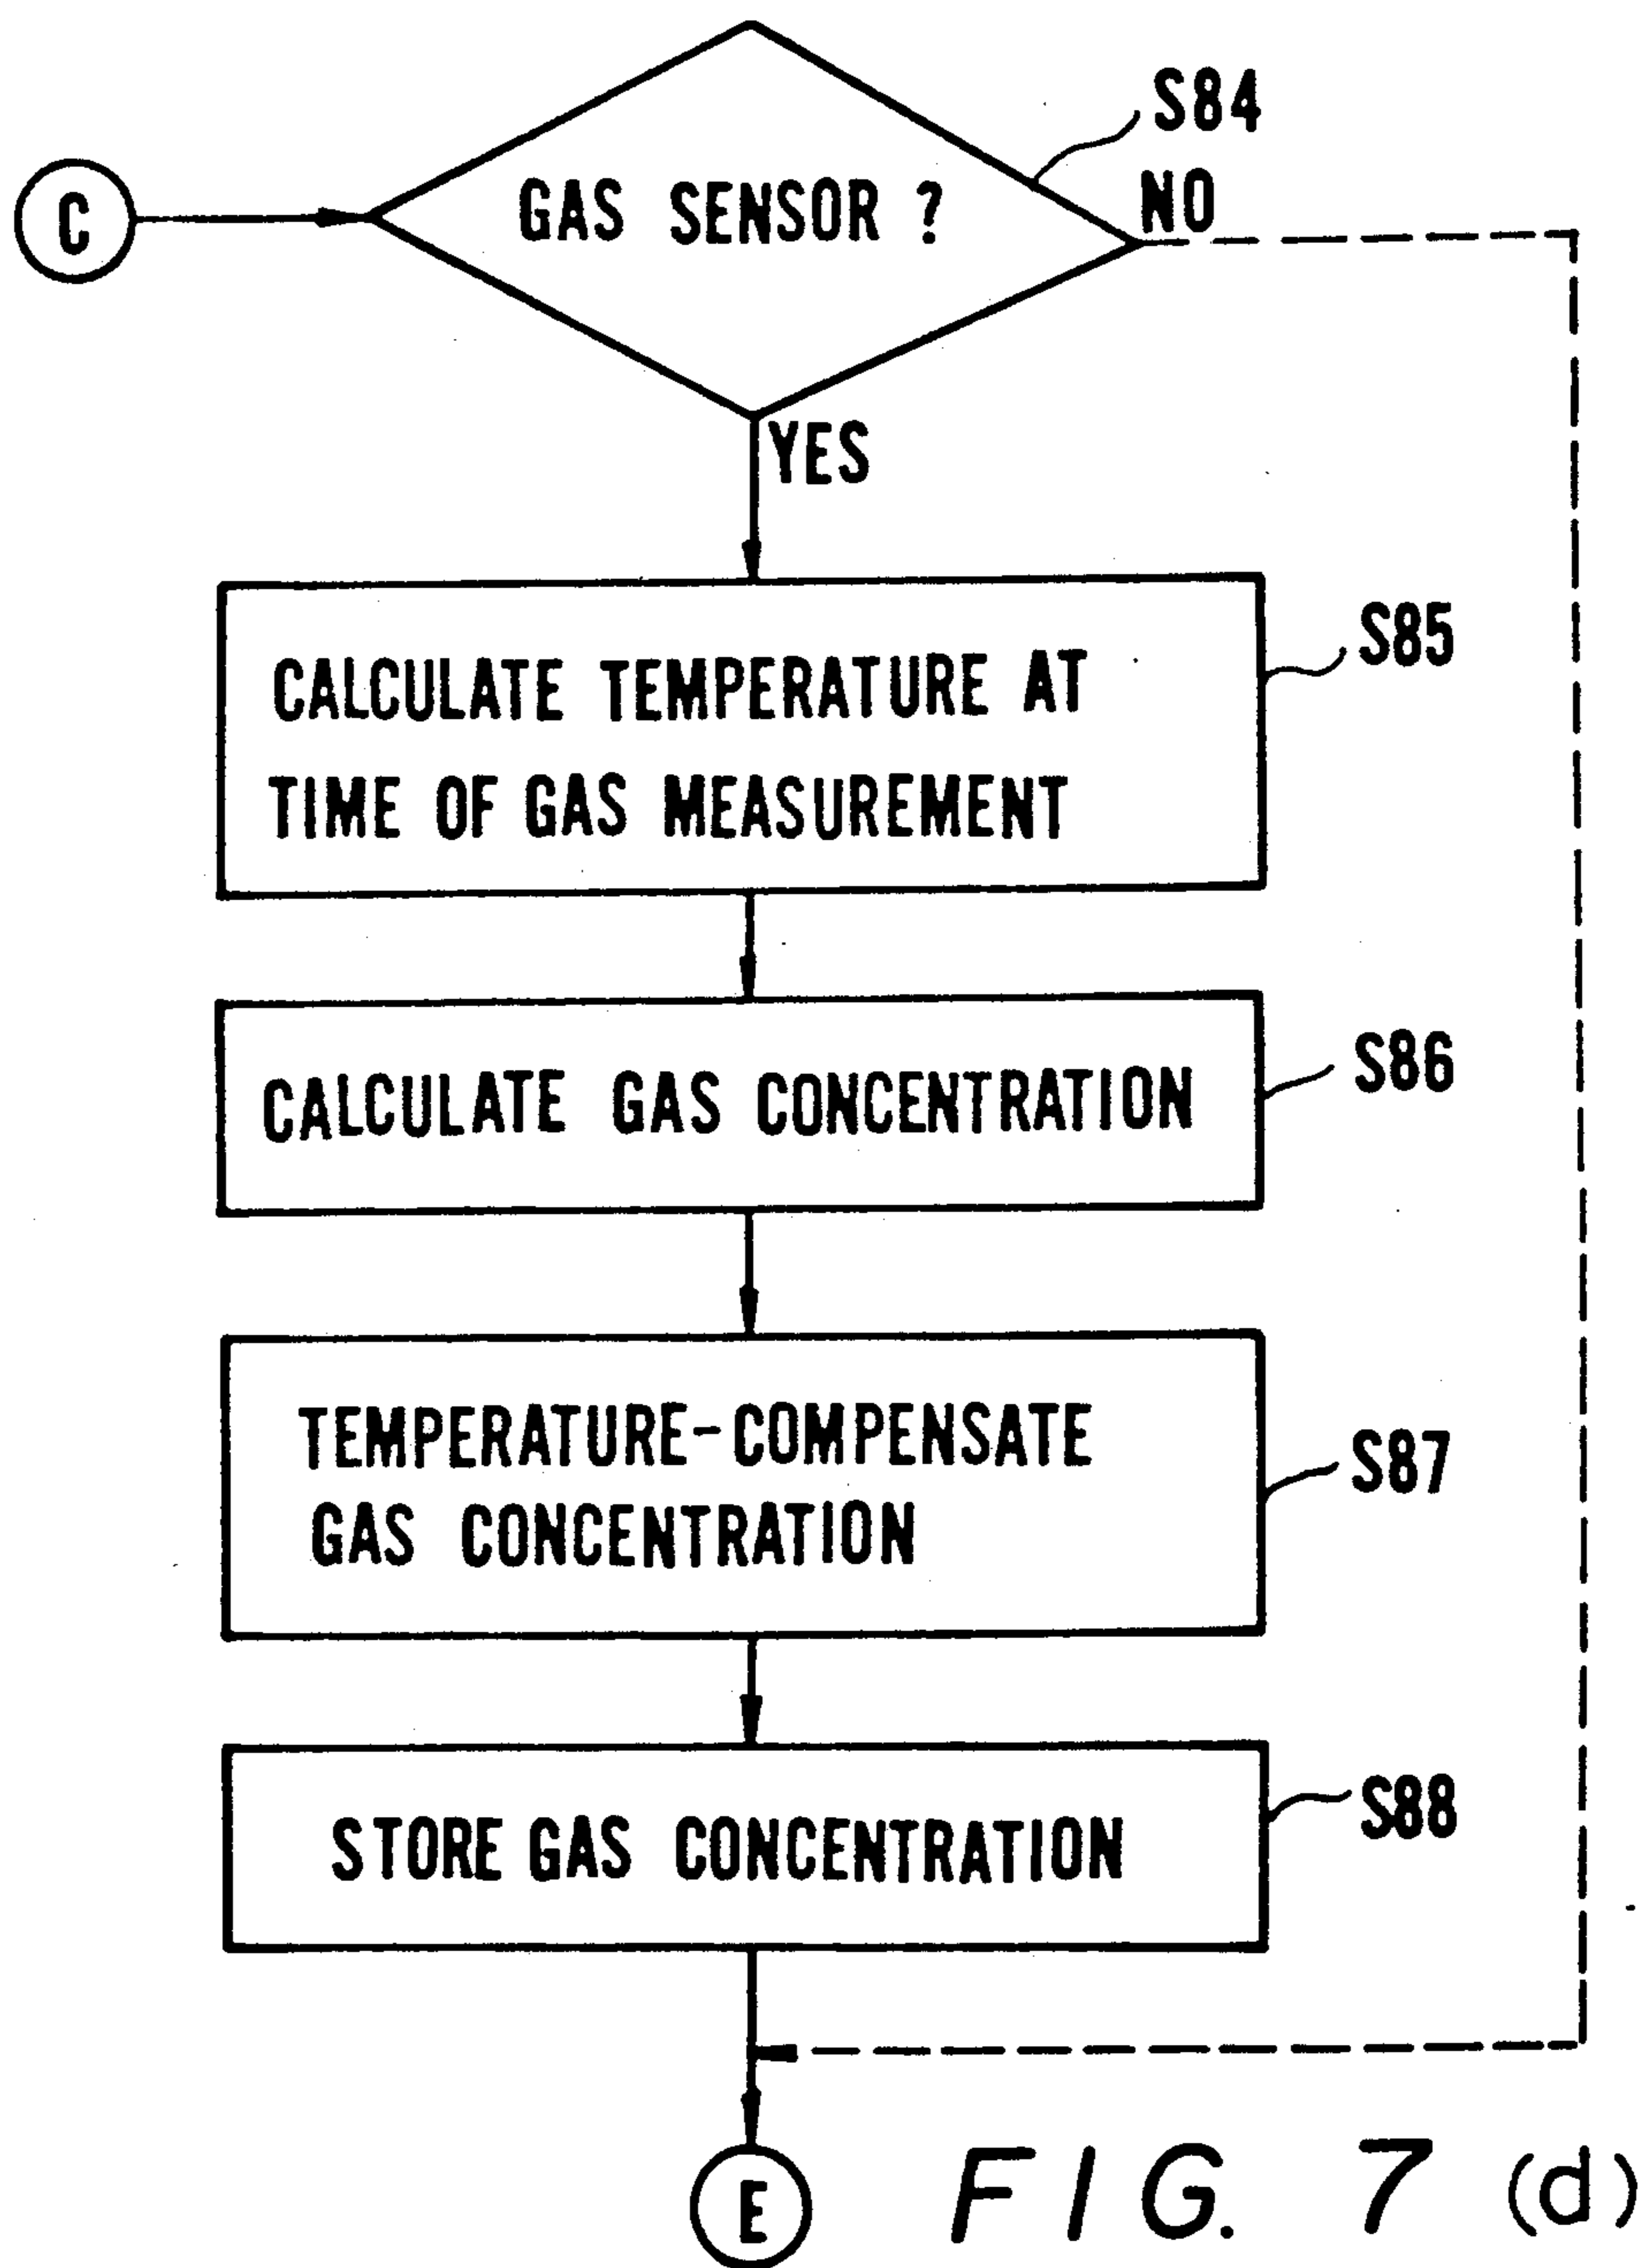 S84
C
GAS SENSOR ?
NO
YES
CALCULATE TEMPERATURE AT
TIME OF GAS MEASUREMENT
S85
CALCULATE GAS CONCENTRATION
S86
TEMPERATURE-COMPENSATE
GAS CONCENTRATION
S87
STORE GAS CONCENTRATION
S88
E
FIG. 7 (d)